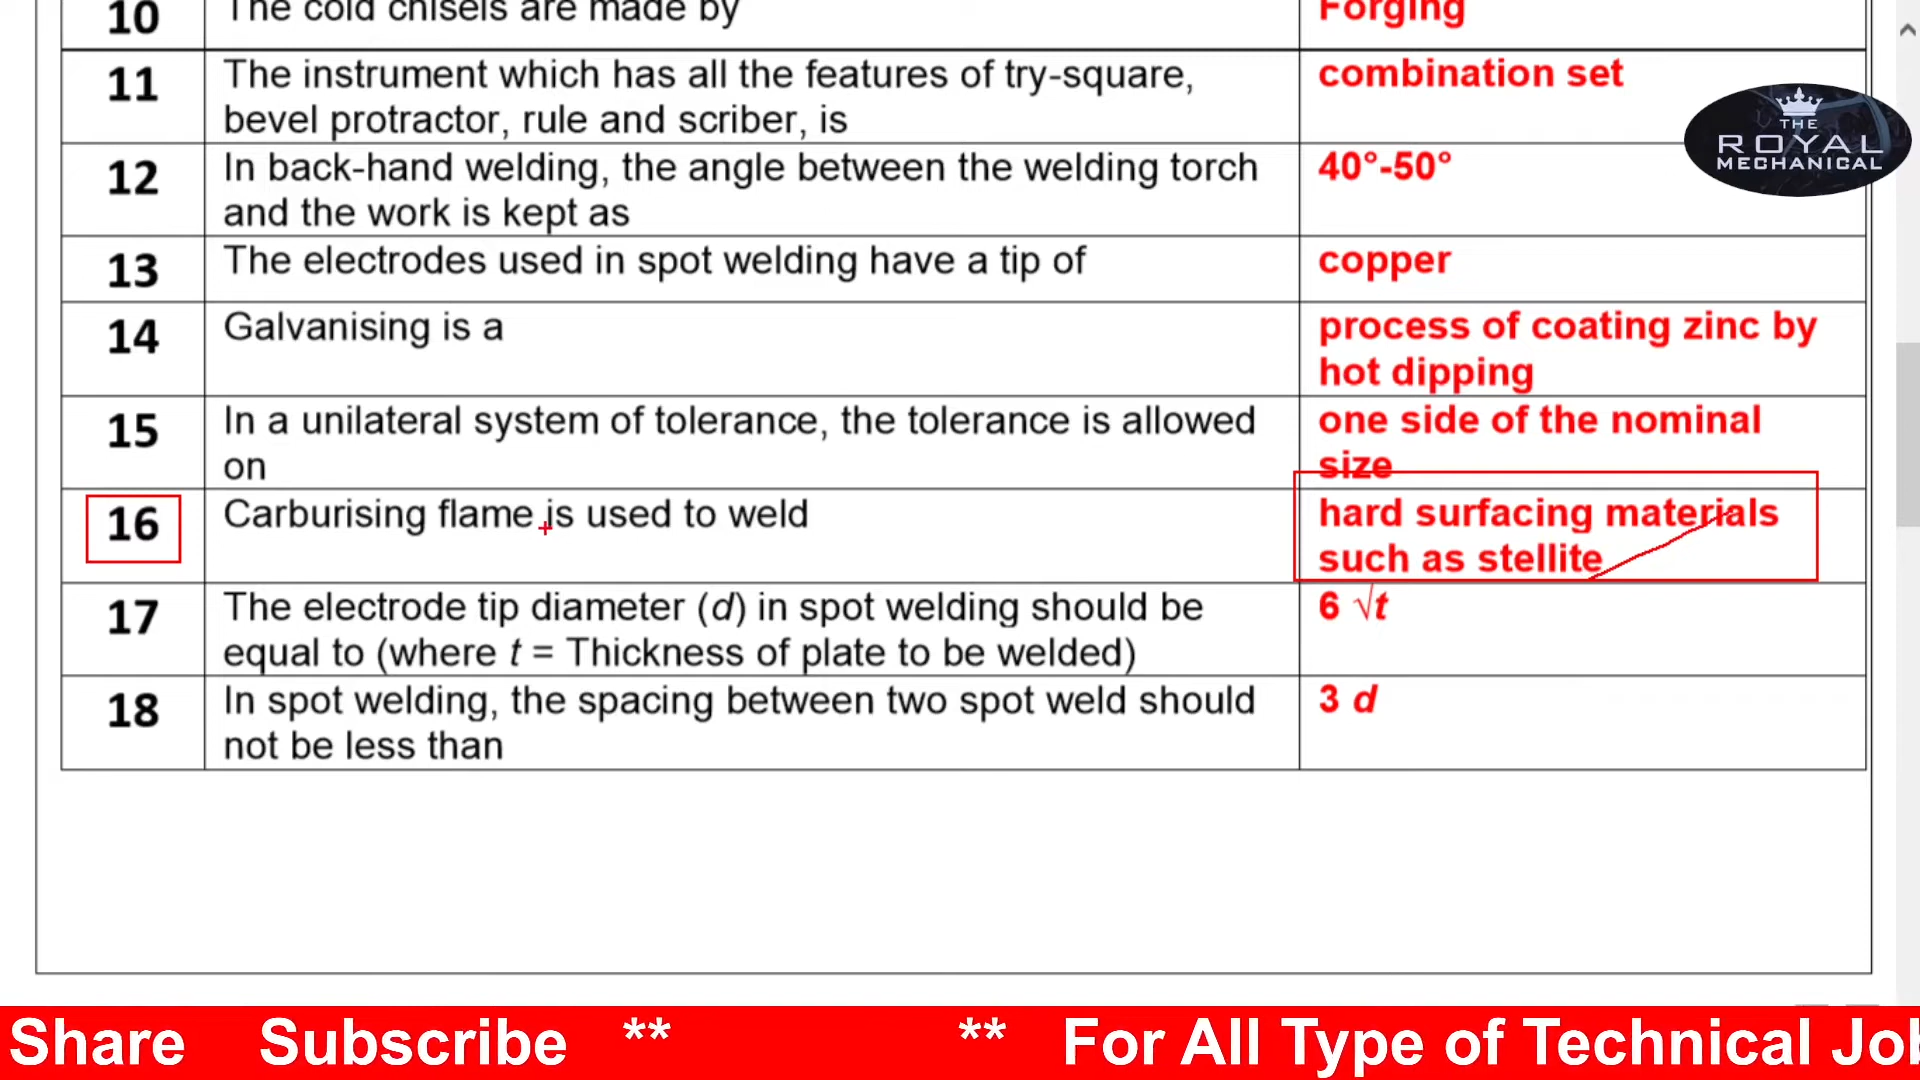 10 The cold chisels are made by Forging
11 The instrument which has all the features of try-square, combination set
bevel protractor, rule and scriber, is
THE
ROYAL
MECHANICAL
12 In back-hand welding, the angle between the welding torch 40°-50°
and the work is kept as
13 The electrodes used in spot welding have a tip of copper
14 Galvanising is a process of coating zinc by
hot dipping
15 In a unilateral system of tolerance, the tolerance is allowed one side of the nominal
on size
16 Carburising flame is used to weld hard surfacing materials
such as stellite
17 The electrode tip diameter (d) in spot welding should be 6 √t
equal to (where t = Thickness of plate to be welded)
18 In spot welding, the spacing between two spot weld should 3 d
not be less than
Share Subscribe ** ** For All Type of Technical Job